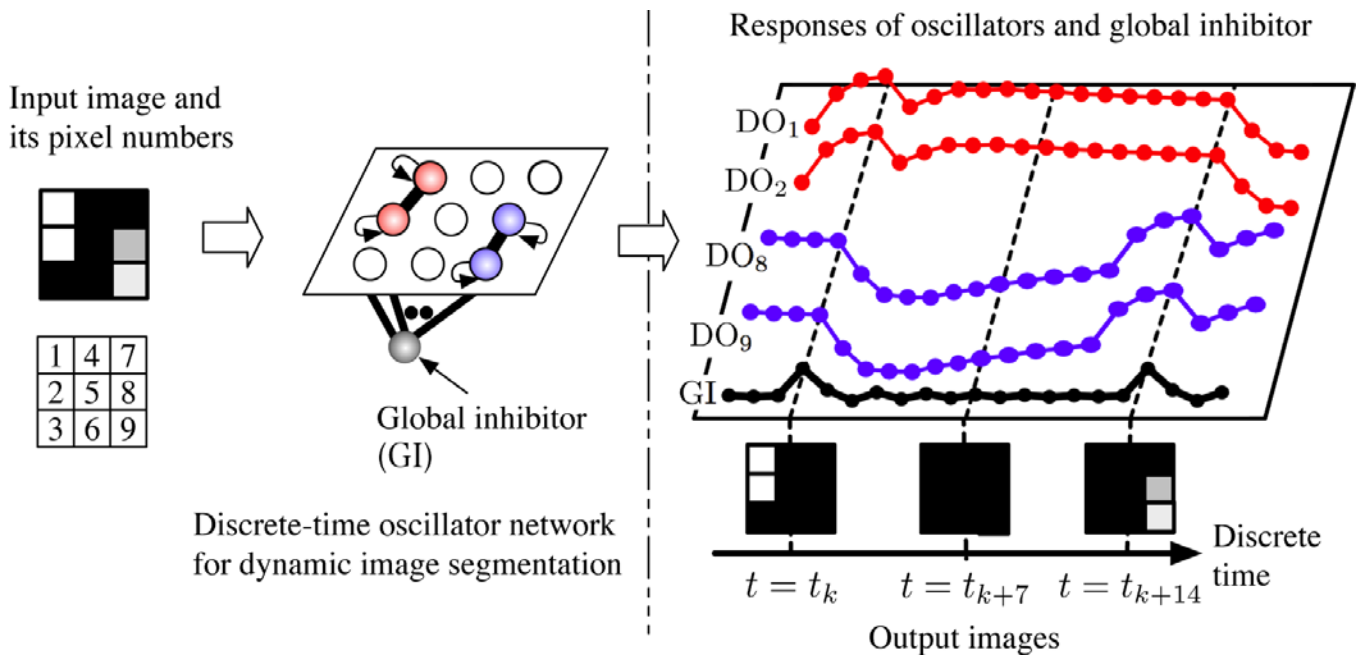 Input image and
its pixel numbers
1 4 7
2 5 8
3 6 9
Global inhibitor
(GI)
Discrete-time oscillator network
for dynamic image segmentation
Responses of oscillators and global inhibitor
DO₁
DO₂
DO₈
DO₉
GI
Discrete
time
t = tₖ t = tₖ₊₇ t = tₖ₊₁₄
Output images